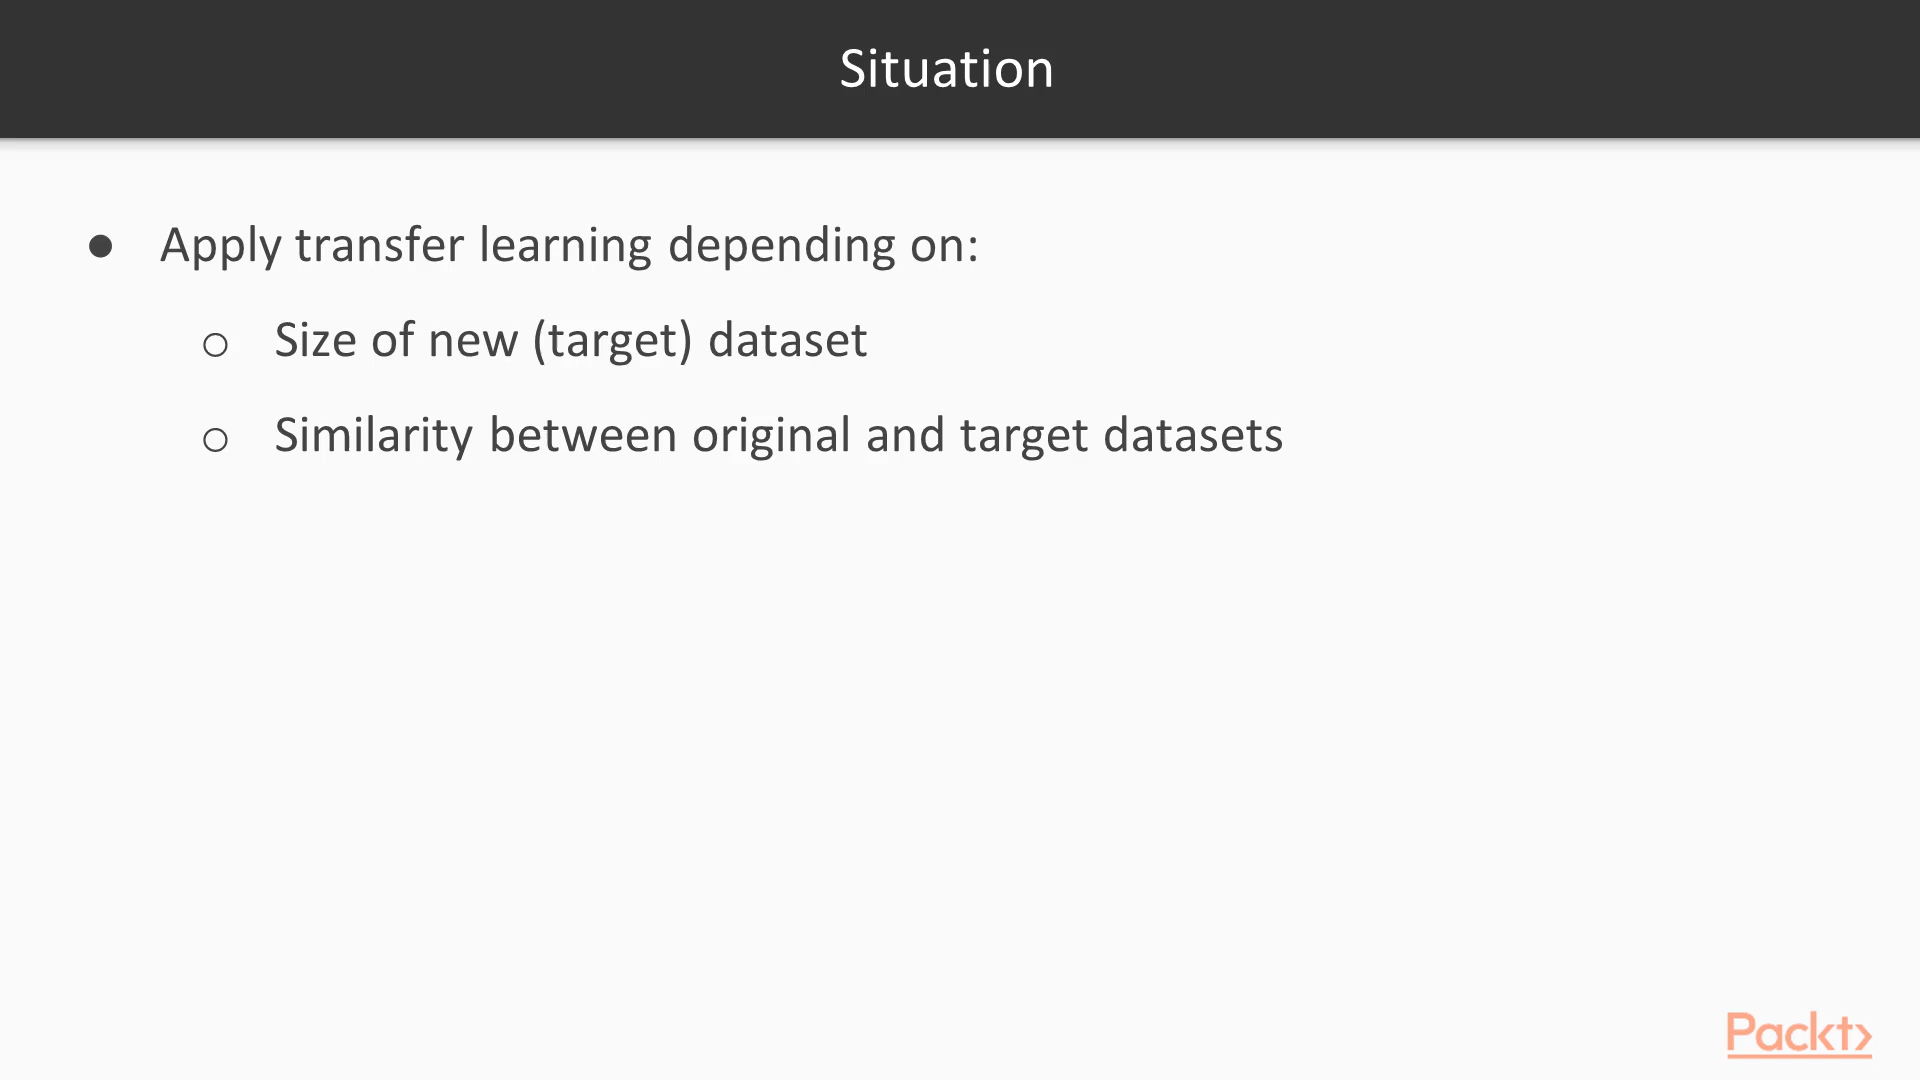 Situation
● Apply transfer learning depending on:
○ Size of new (target) dataset
○ Similarity between original and target datasets
Packt>